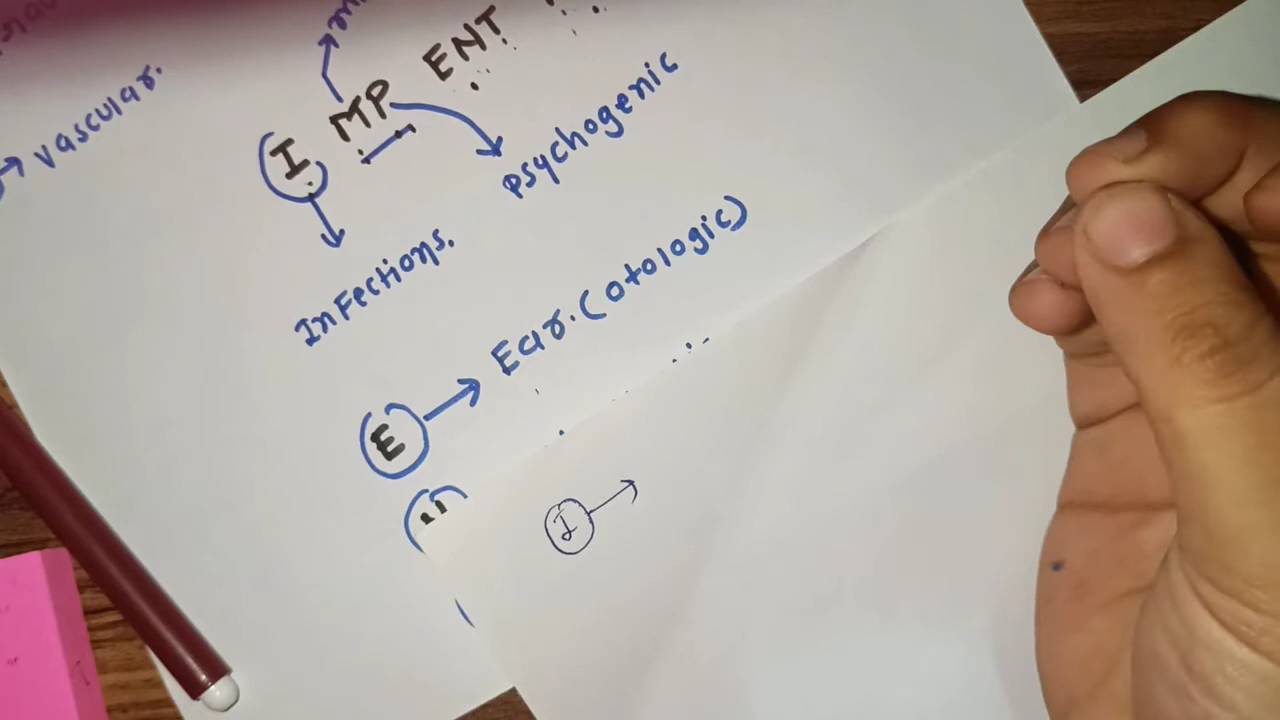 vascular.
I MP ENT
Psychogenic
Infections.
E → Ear. (otologic)
I →